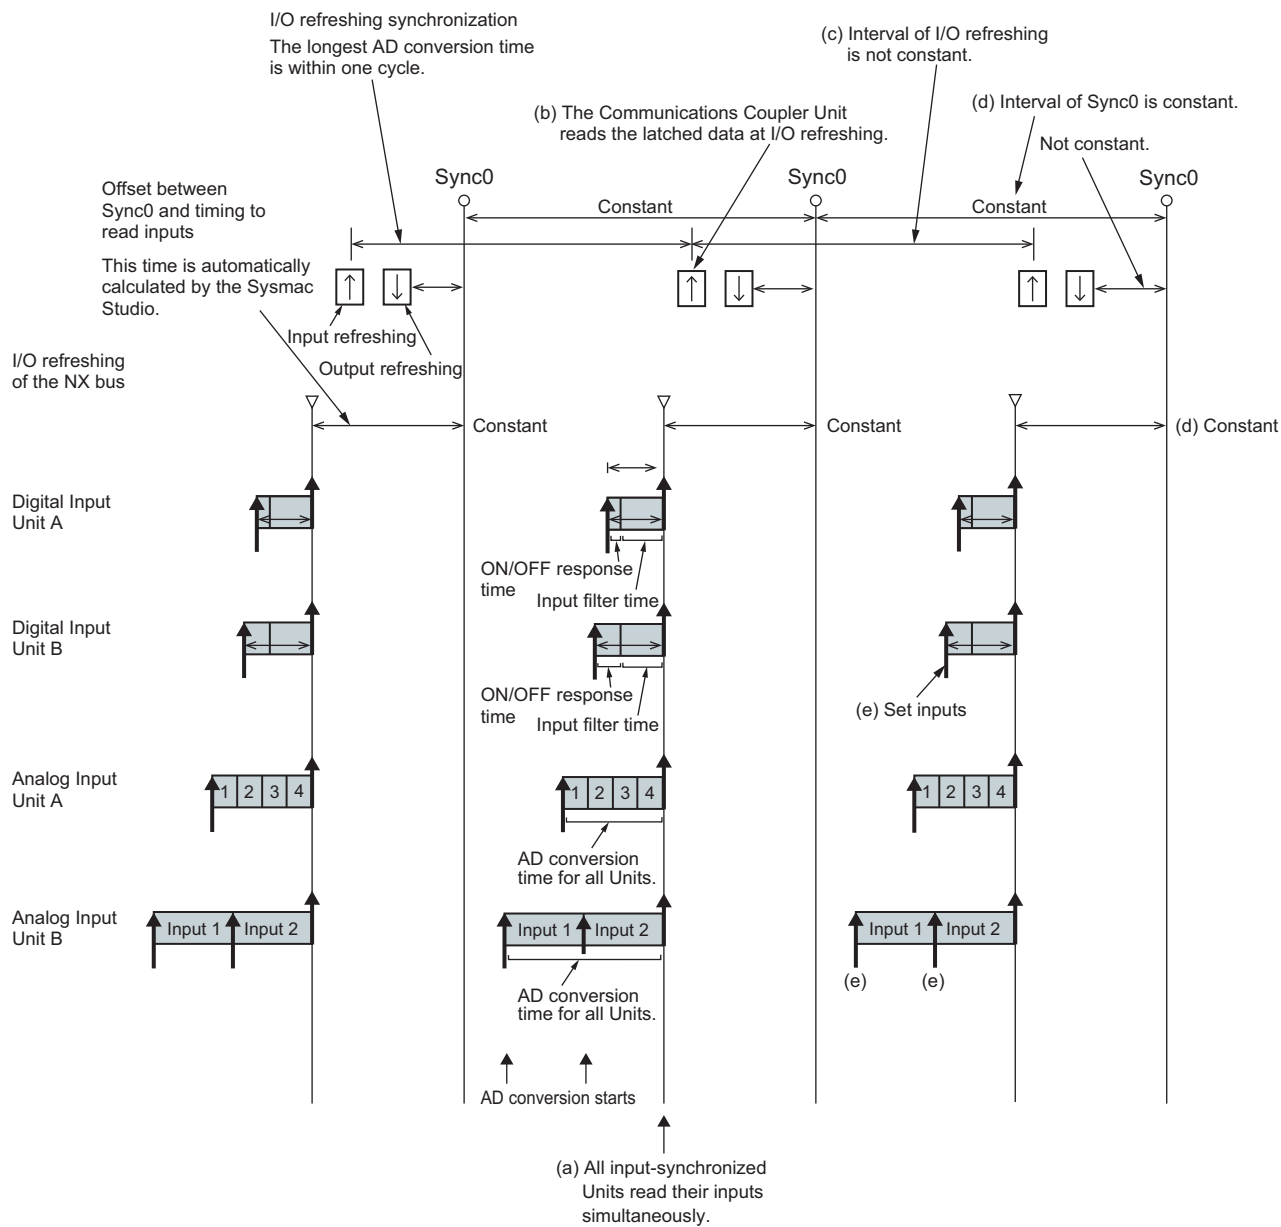 I/O refreshing synchronization
The longest AD conversion time
is within one cycle.
(c) Interval of I/O refreshing
is not constant.
(b) The Communications Coupler Unit
reads the latched data at I/O refreshing.
(d) Interval of Sync0 is constant.
Not constant.
Offset between
Sync0 and timing to
read inputs
This time is automatically
calculated by the Sysmac
Studio.
Sync0
Sync0
Sync0
Constant
Constant
Input refreshing
Output refreshing
I/O refreshing
of the NX bus
Constant
Constant
(d) Constant
Digital Input
Unit A
ON/OFF response
time
Input filter time
Digital Input
Unit B
ON/OFF response
time
Input filter time
(e) Set inputs
Analog Input
Unit A
1 2 3 4
1 2 3 4
1 2 3 4
AD conversion
time for all Units.
Analog Input
Unit B
Input 1 Input 2
Input 1 Input 2
Input 1 Input 2
(e) (e)
AD conversion
time for all Units.
AD conversion starts
(a) All input-synchronized
Units read their inputs
simultaneously.